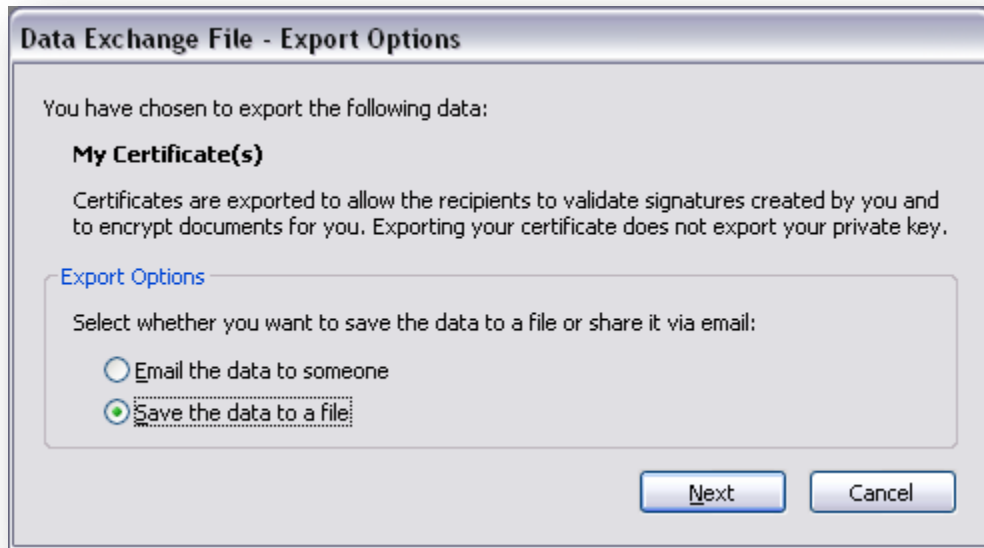 Data Exchange File - Export Options
You have chosen to export the following data:
My Certificate(s)
Certificates are exported to allow the recipients to validate signatures created by you and
to encrypt documents for you. Exporting your certificate does not export your private key.
Export Options
Select whether you want to save the data to a file or share it via email:
Email the data to someone
Save the data to a file
Next Cancel